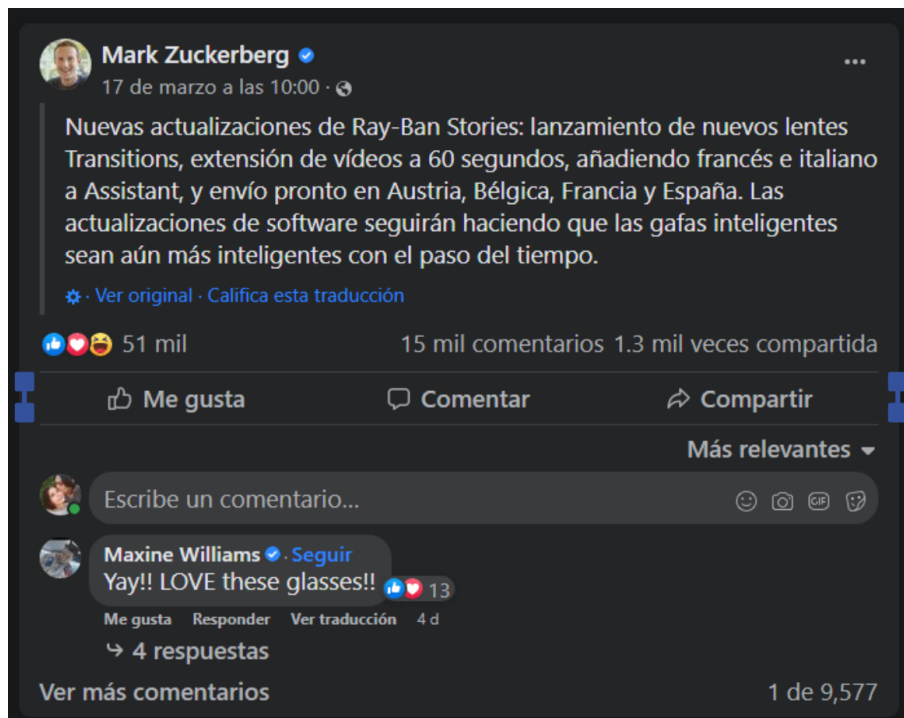 Mark Zuckerberg
17 de marzo a las 10:00 ·
Nuevas actualizaciones de Ray-Ban Stories: lanzamiento de nuevos lentes
Transitions, extensión de vídeos a 60 segundos, añadiendo francés e italiano
a Assistant, y envío pronto en Austria, Bélgica, Francia y España. Las
actualizaciones de software seguirán haciendo que las gafas inteligentes
sean aún más inteligentes con el paso del tiempo.
· Ver original · Califica esta traducción
51 mil 15 mil comentarios 1.3 mil veces compartida
Me gusta Comentar Compartir
Más relevantes
Escribe un comentario... GIF
Maxine Williams · Seguir
Yay!! LOVE these glasses!! 13
Me gusta Responder Ver traducción 4 d
4 respuestas
Ver más comentarios 1 de 9,577